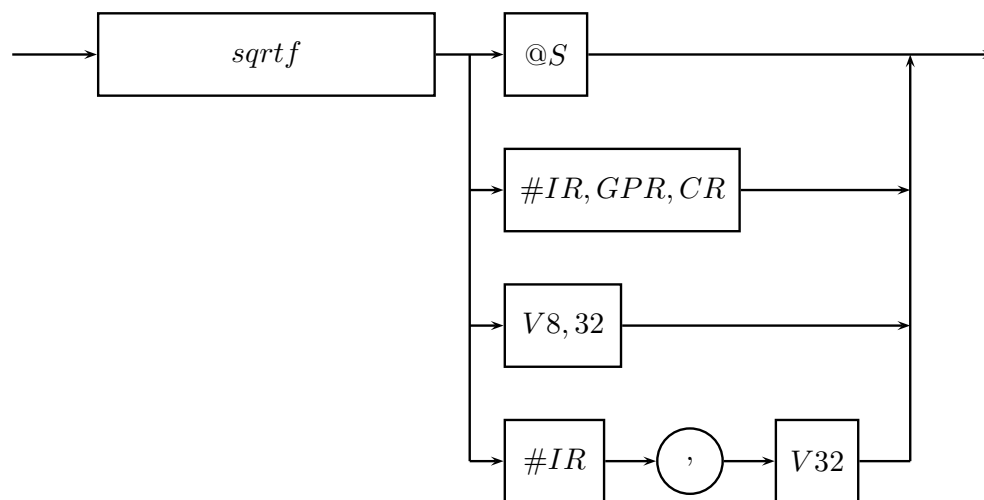 sqrtf @S
#IR, GPR, CR
V8, 32
#IR , V32